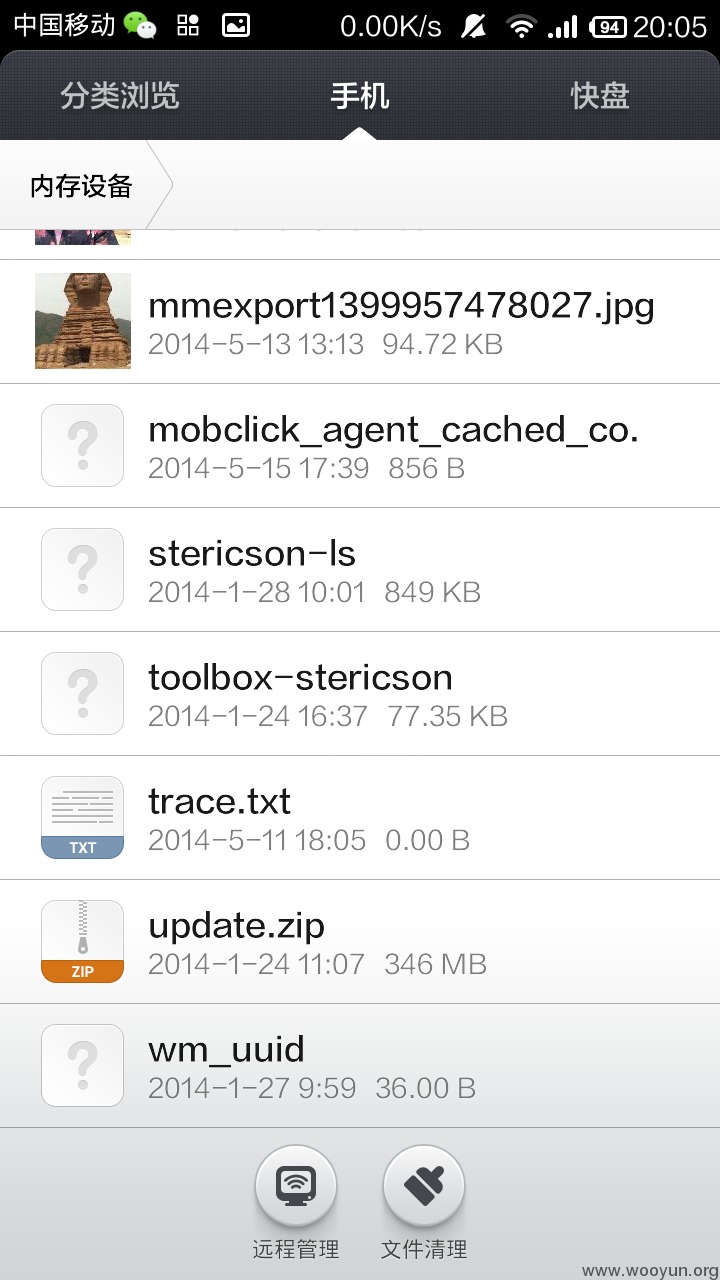 中国移动 0.00K/s 94 20:05
分类浏览 手机 快盘
内存设备
mmexport1399957478027.jpg
2014-5-13 13:13 94.72 KB
mobclick_agent_cached_co.
2014-5-15 17:39 856 B
stericson-ls
2014-1-28 10:01 849 KB
toolbox-stericson
2014-1-24 16:37 77.35 KB
trace.txt
TXT
2014-5-11 18:05 0.00 B
update.zip
ZIP
2014-1-24 11:07 346 MB
wm_uuid
2014-1-27 9:59 36.00 B
远程管理 文件清理
www.wooyun.org